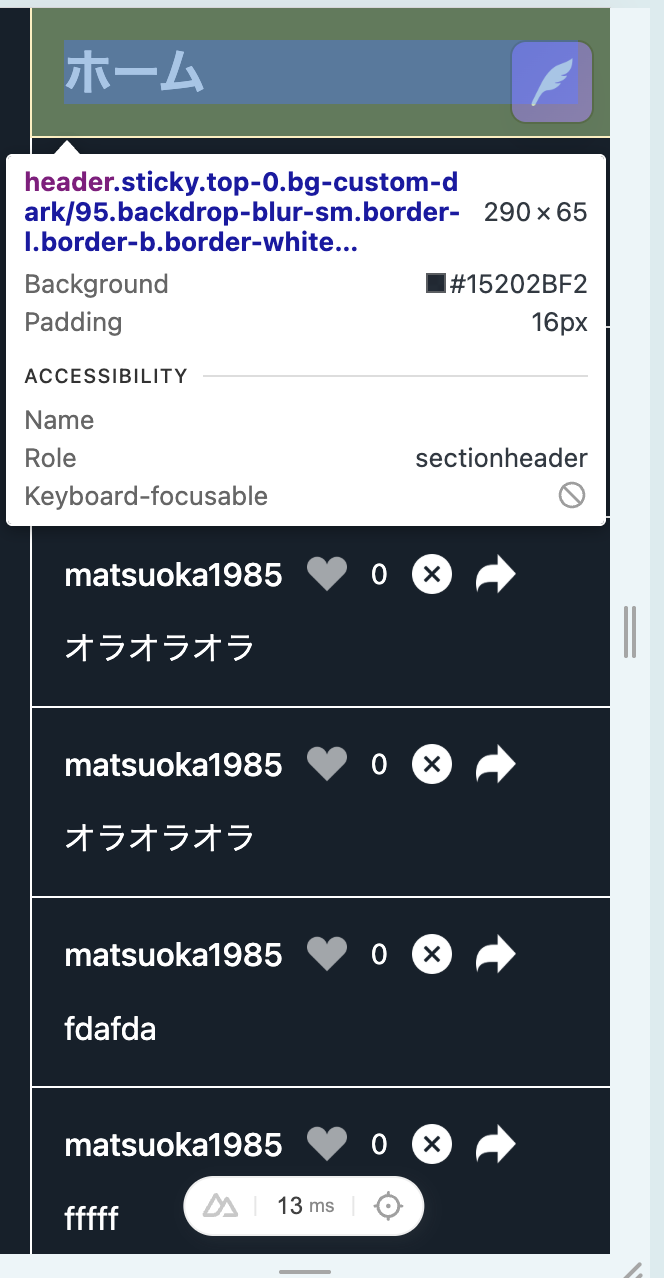 ホーム
header.sticky.top-0.bg-custom-d
ark/95.backdrop-blur-sm.border-
l.border-b.border-white...
290 × 65
Background #15202BF2
Padding 16px
ACCESSIBILITY
Name
Role sectionheader
Keyboard-focusable
matsuoka1985 0
オラオラオラ
matsuoka1985 0
オラオラオラ
matsuoka1985 0
fdafda
matsuoka1985 0
fffff
13 ms